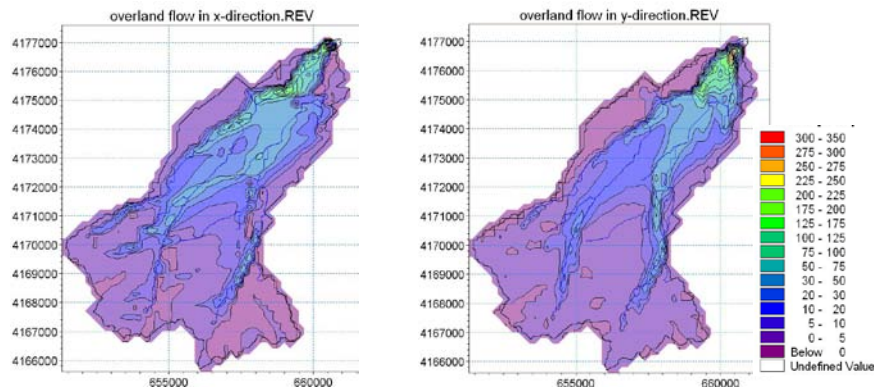 overland flow in x-direction.REV
4177000
4176000
4175000
4174000
4173000
4172000
4171000
4170000
4169000
4168000
4167000
4166000
655000 660000
overland flow in y-direction.REV
4177000
4176000
4175000
4174000
4173000
4172000
4171000
4170000
4169000
4168000
4167000
4166000
655000 660000
300 - 350
275 - 300
250 - 275
225 - 250
200 - 225
175 - 200
125 - 175
100 - 125
75 - 100
50 - 75
30 - 50
20 - 30
10 - 20
5 - 10
0 - 5
Below 0
Undefined Value